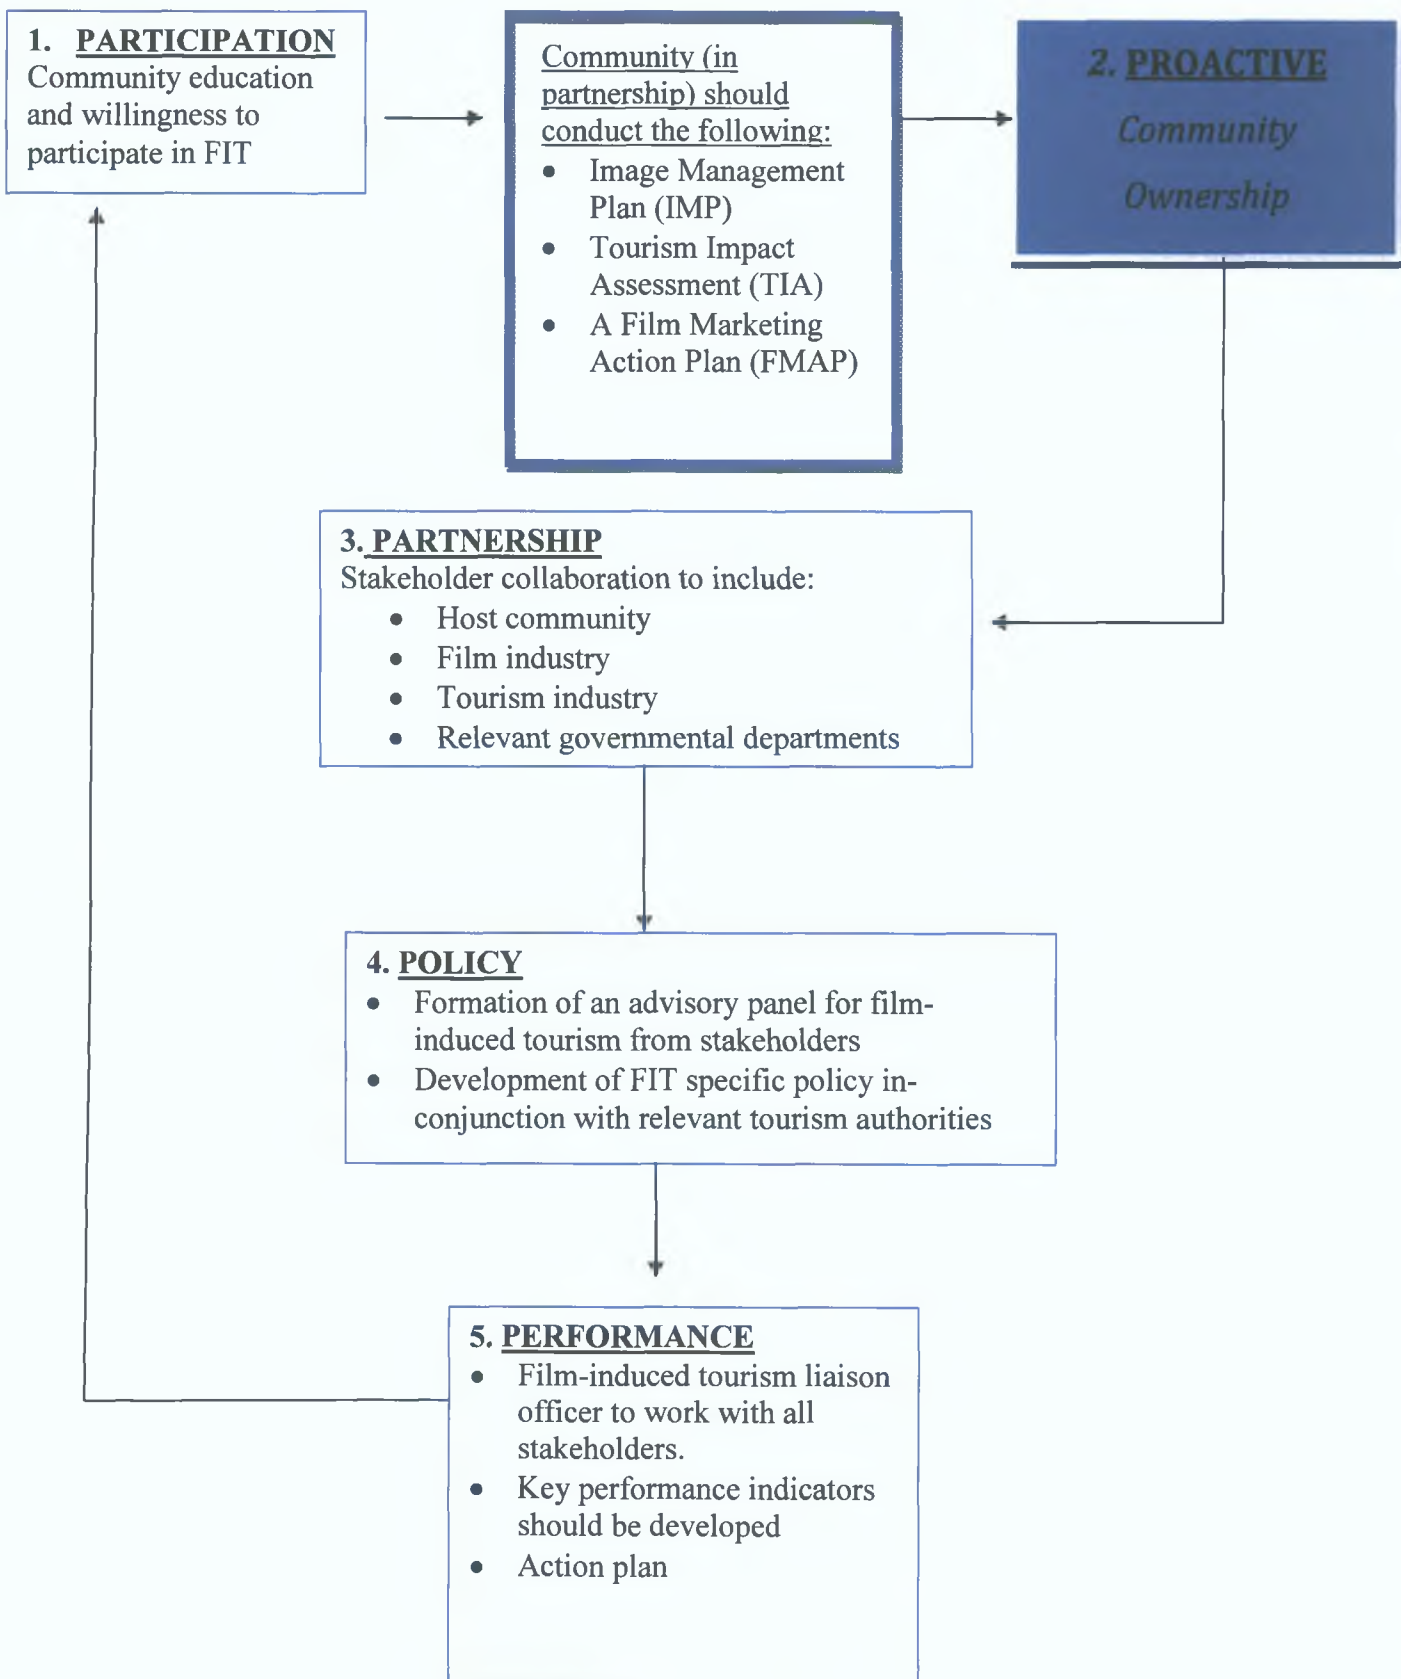 1. PARTICIPATION
Community education
and willingness to
participate in FIT
Community (in
partnership) should
conduct the following:
• Image Management
Plan (IMP)
• Tourism Impact
Assessment (TIA)
• A Film Marketing
Action Plan (FMAP)
2. PROACTIVE
Community
Ownership
3. PARTNERSHIP
Stakeholder collaboration to include:
• Host community
• Film industry
• Tourism industry
• Relevant governmental departments
4. POLICY
• Formation of an advisory panel for film-
induced tourism from stakeholders
• Development of FIT specific policy in-
conjunction with relevant tourism authorities
5. PERFORMANCE
• Film-induced tourism liaison
officer to work with all
stakeholders.
• Key performance indicators
should be developed
• Action plan